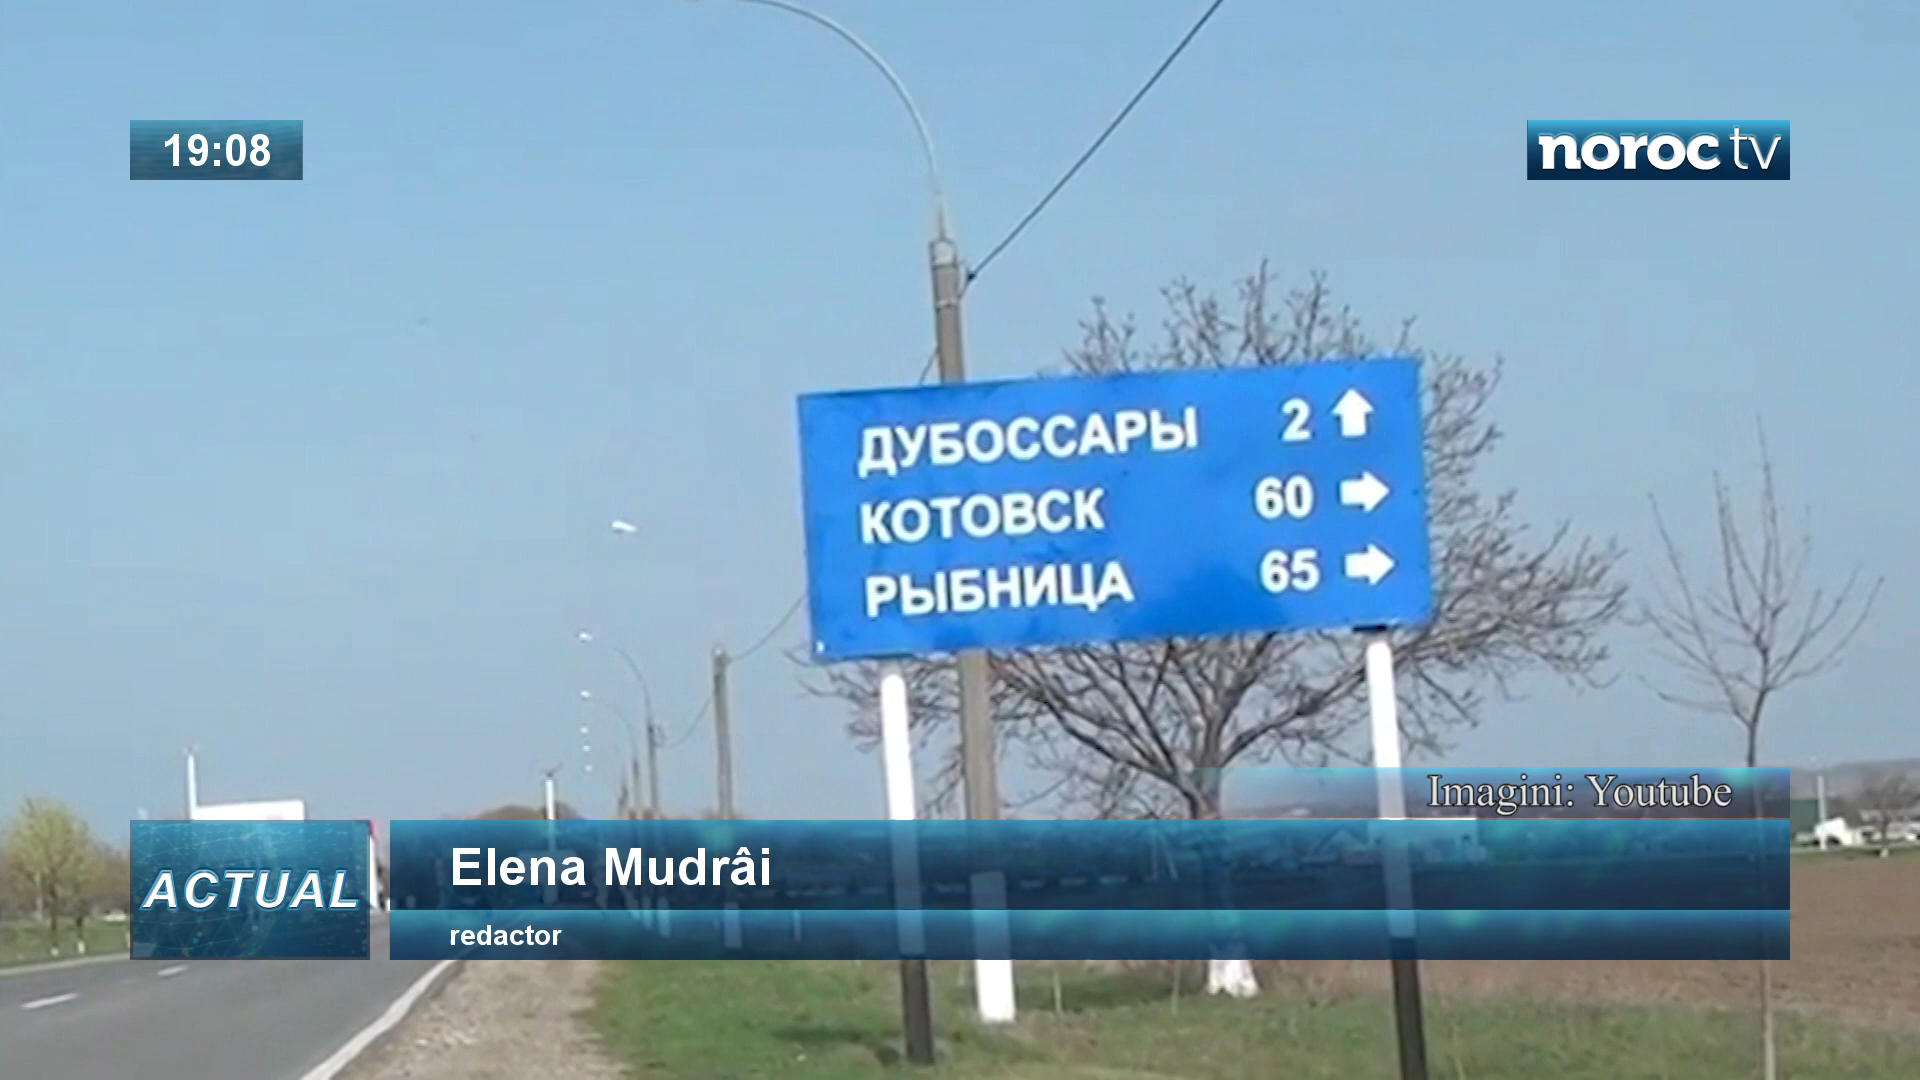 19:08
noroc tv
ДУБОССАРЫ 2
КОТОВСК 60
РЫБНИЦА 65
Imagini: Youtube
ACTUAL
Elena Mudrâi
redactor